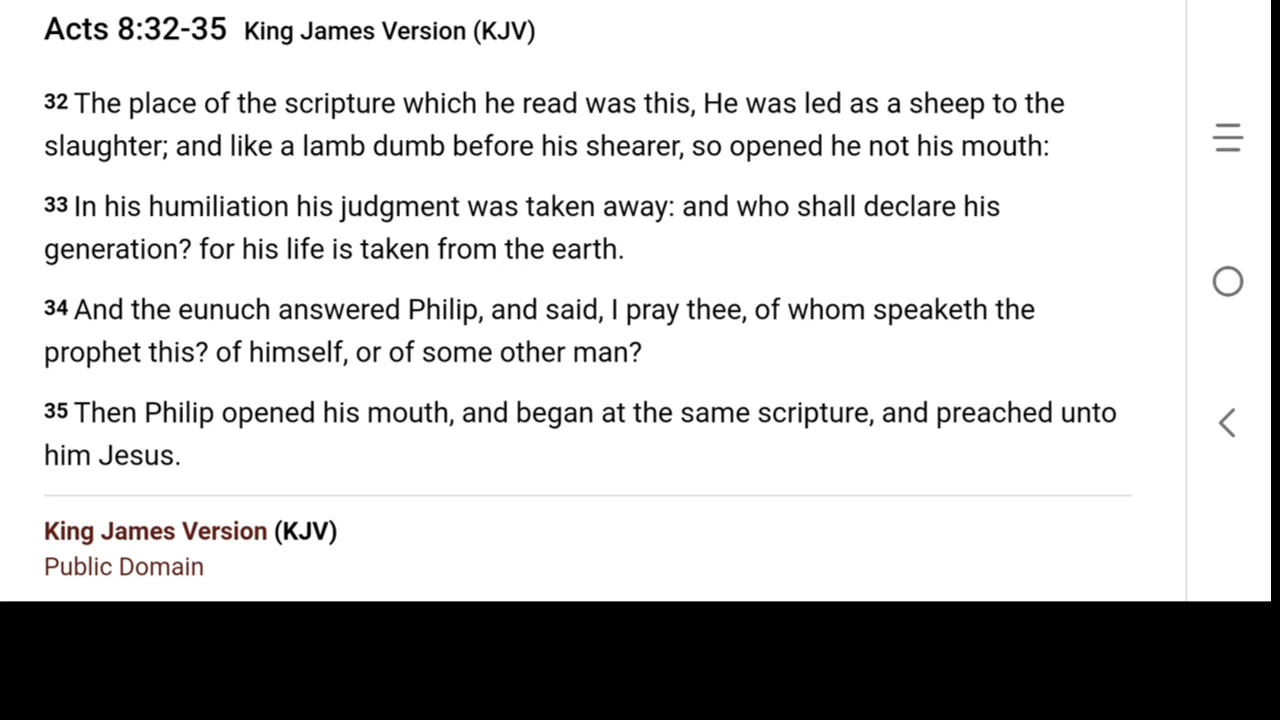 Acts 8:32-35 King James Version (KJV)
32 The place of the scripture which he read was this, He was led as a sheep to the
slaughter; and like a lamb dumb before his shearer, so opened he not his mouth:
33 In his humiliation his judgment was taken away: and who shall declare his
generation? for his life is taken from the earth.
34 And the eunuch answered Philip, and said, I pray thee, of whom speaketh the
prophet this? of himself, or of some other man?
35 Then Philip opened his mouth, and began at the same scripture, and preached unto
him Jesus.
King James Version (KJV)
Public Domain